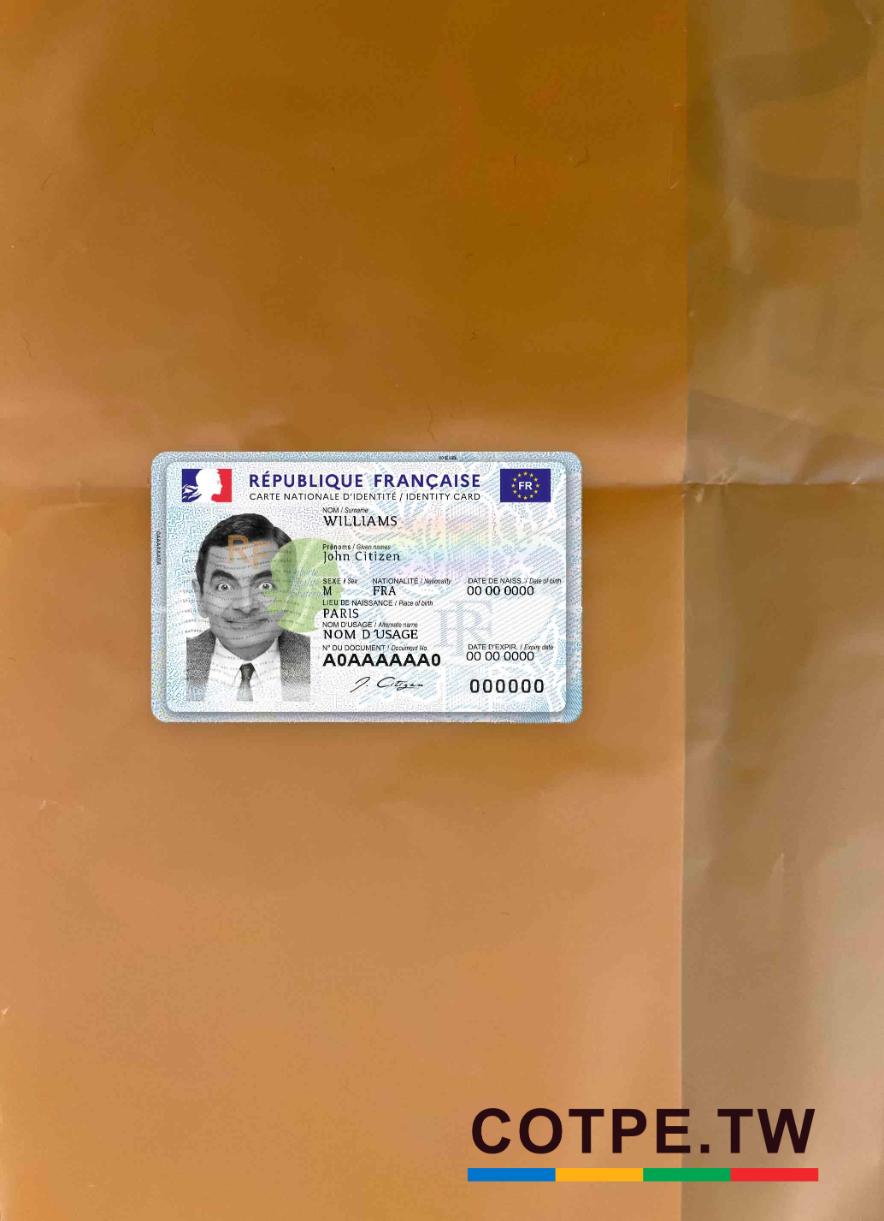 RÉPUBLIQUE FRANÇAISE
FR
CARTE NATIONALE D'IDENTITÉ / IDENTITY CARD
NOM / Surname
WILLIAMS
Prénoms / Given names
John Citizen
SEXE / Sex NATIONALITÉ / Nationality DATE DE NAISS. / Date of birth
M FRA 00 00 0000
LIEU DE NAISSANCE / Place of birth
PARIS
NOM D'USAGE / Alternate name
NOM D'USAGE
N° DU DOCUMENT / Document No. DATE D'EXPIR. / Expiry date
A0AAAAAA0 00 00 0000
J. Citizen 000000
RF
RF
COTPE.TW